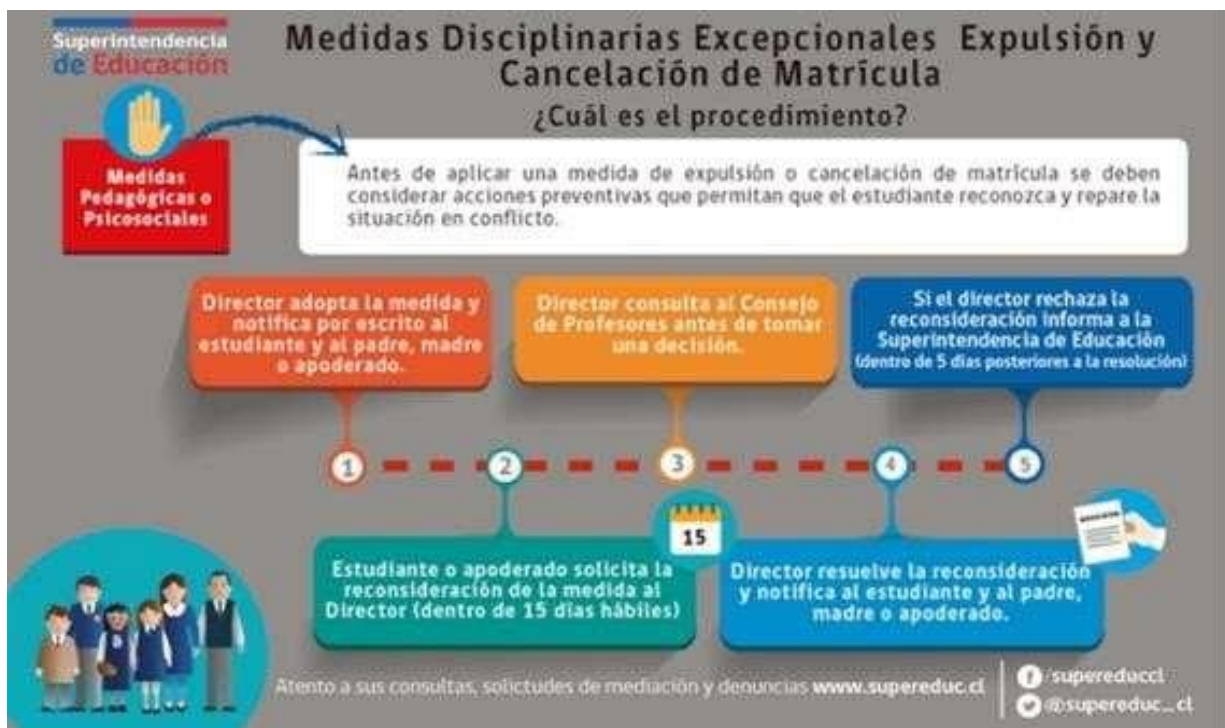 Superintendencia
de Educación
Medidas Disciplinarias Excepcionales Expulsión y
Cancelación de Matrícula
¿Cuál es el procedimiento?
Medidas
Pedagógicas o
Psicosociales
Antes de aplicar una medida de expulsión o cancelación de matrícula se deben
considerar acciones preventivas que permitan que el estudiante reconozca y repare la
situación en conflicto.
Director adopta la medida y
notifica por escrito al
estudiante y al padre, madre
o apoderado.
Director consulta al Consejo
de Profesores antes de tomar
una decisión.
Si el director rechaza la
reconsideración informa a la
Superintendencia de Educación
(dentro de 5 días posteriores a la resolución)
1
2
3
4
5
15
Estudiante o apoderado solicita la
reconsideración de la medida al
Director (dentro de 15 días hábiles)
Director resuelve la reconsideración
y notifica al estudiante y al padre,
madre o apoderado.
Atento a sus consultas, solicitudes de mediación y denuncias www.supereduc.cl
/supereduccl
@supereduc_cl